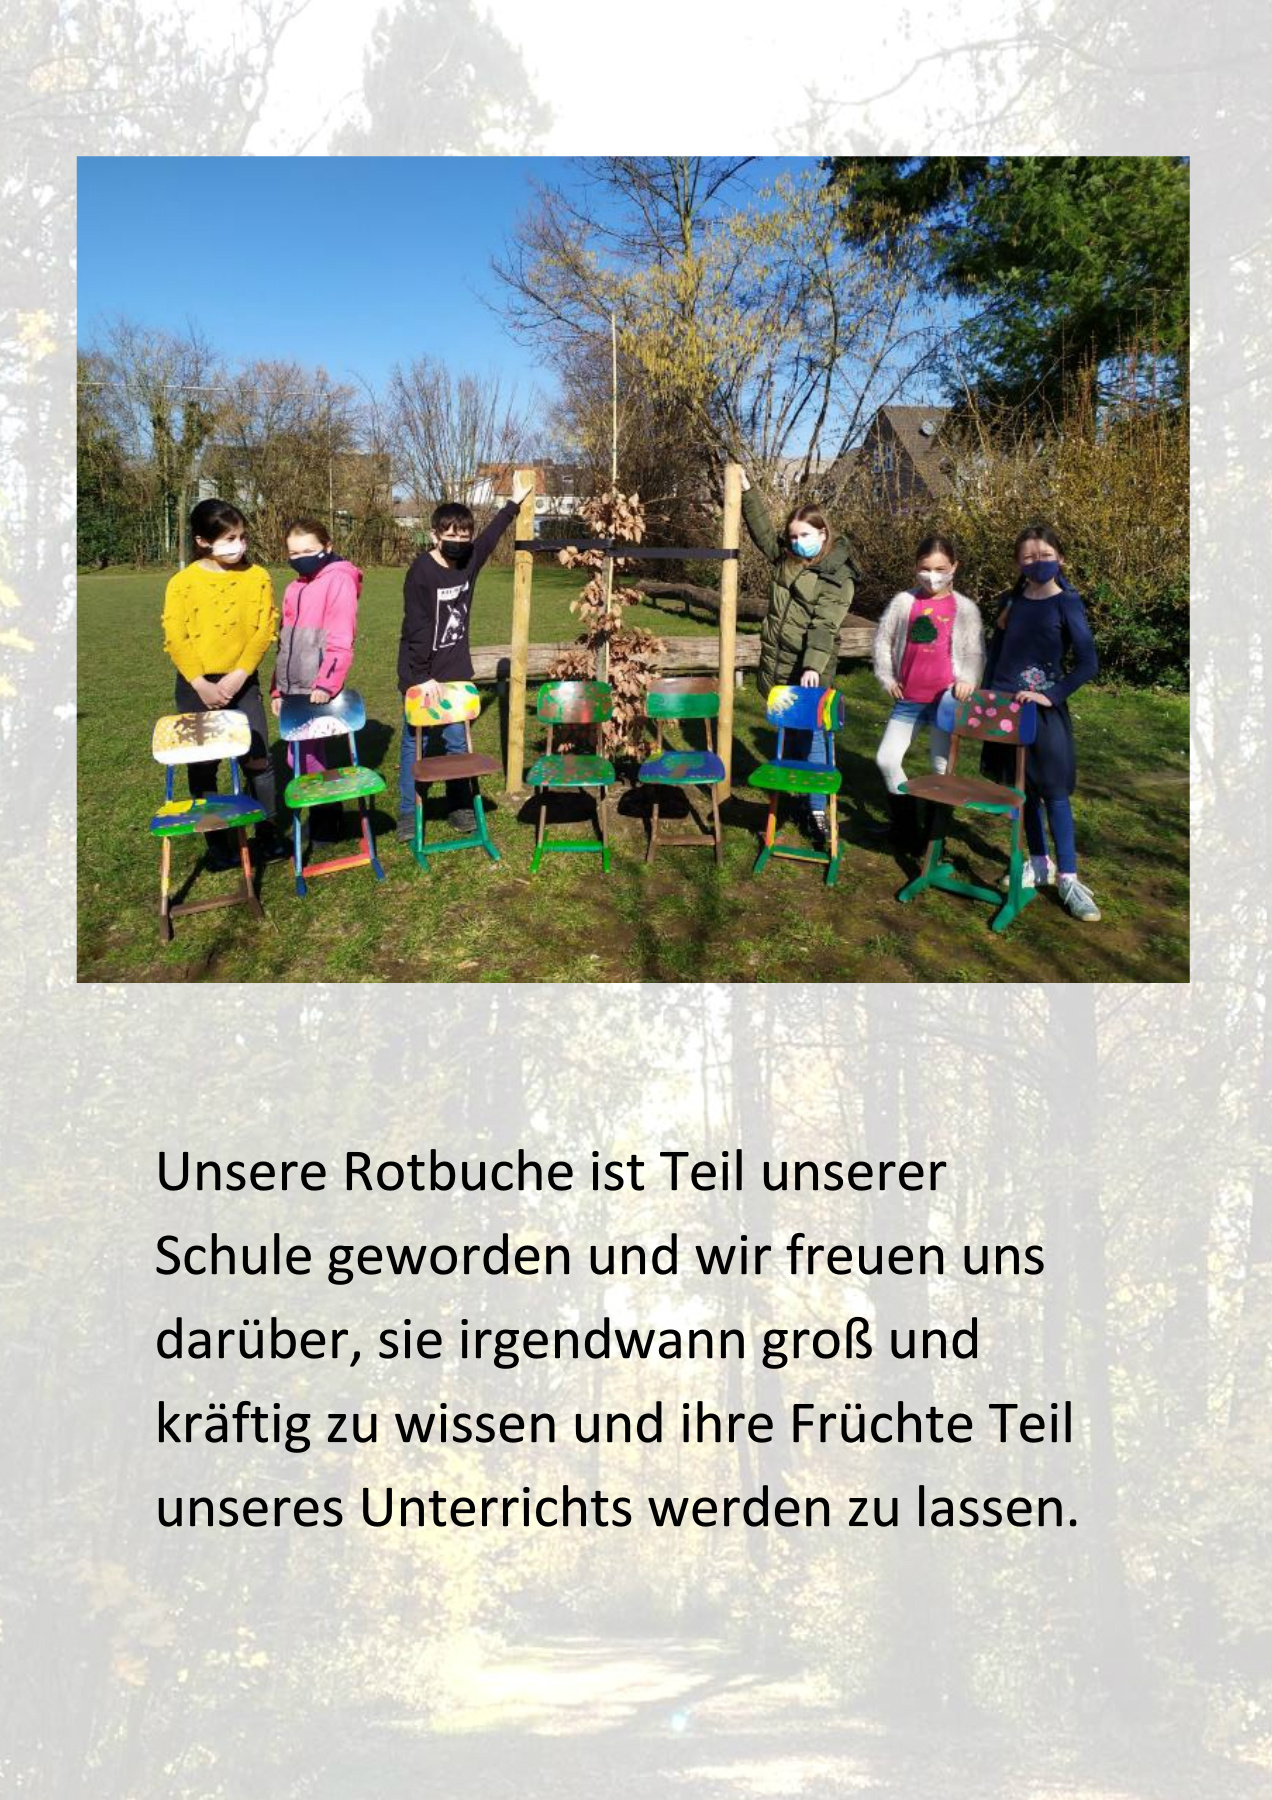 Unsere Rotbuche ist Teil unserer
Schule geworden und wir freuen uns
darüber, sie irgendwann groß und
kräftig zu wissen und ihre Früchte Teil
unseres Unterrichts werden zu lassen.